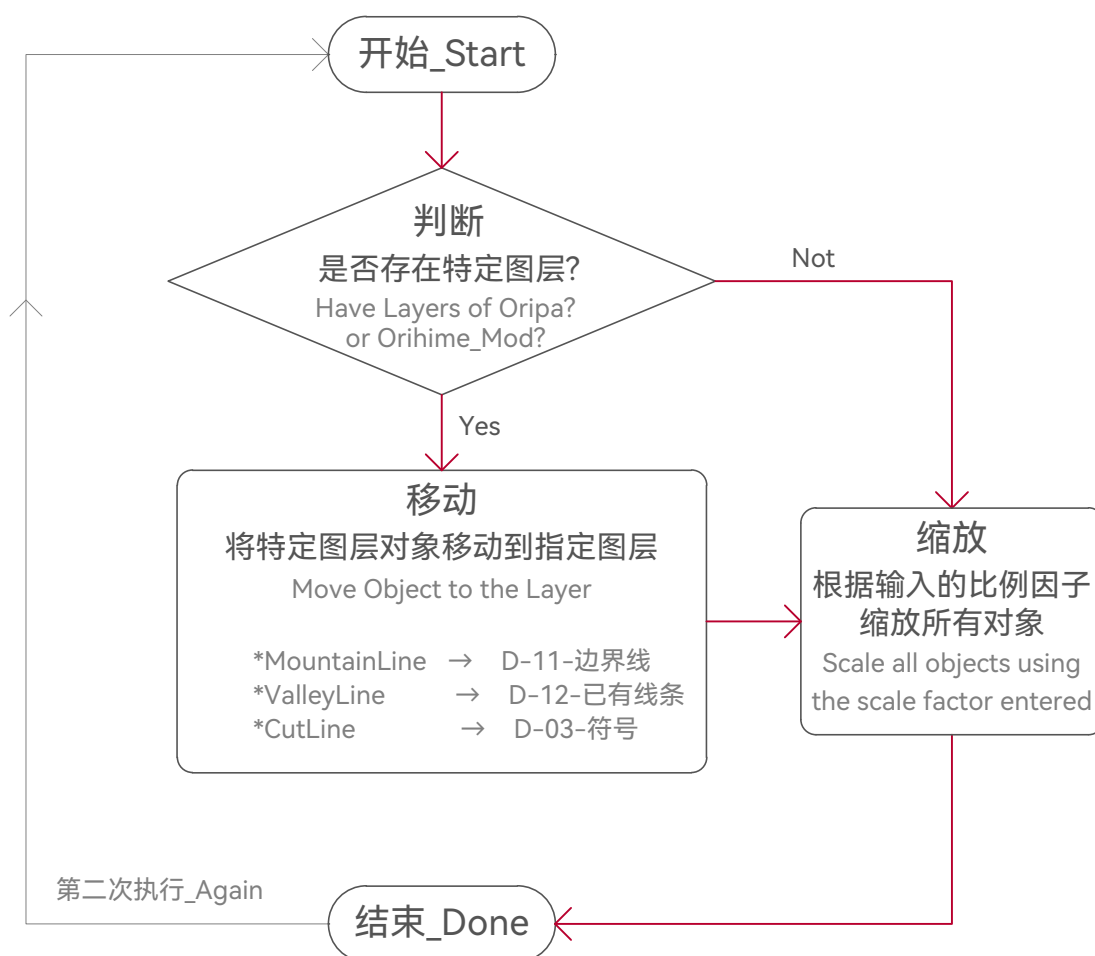 开始_Start
判断
是否存在特定图层?
Have Layers of Oripa?
or Orihime_Mod?
Not
Yes
移动
将特定图层对象移动到指定图层
Move Object to the Layer
*MountainLine → D-11-边界线
*ValleyLine → D-12-已有线条
*CutLine → D-03-符号
缩放
根据输入的比例因子
缩放所有对象
Scale all objects using
the scale factor entered
第二次执行_Again
结束_Done